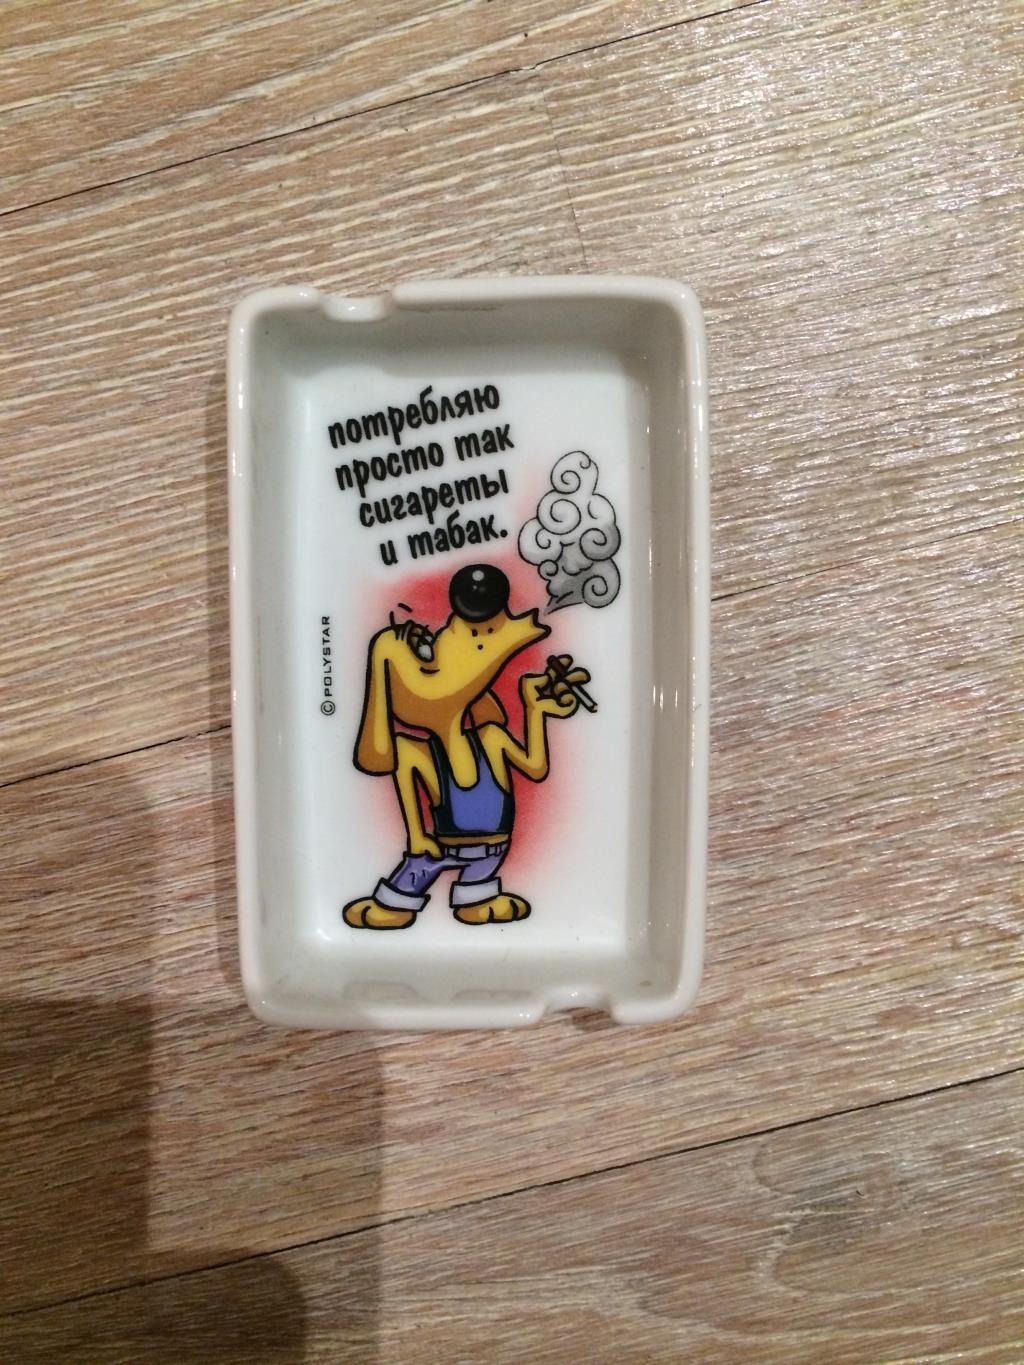 потребляю
просто так
сигареты
и табак.
© POLYSTAR